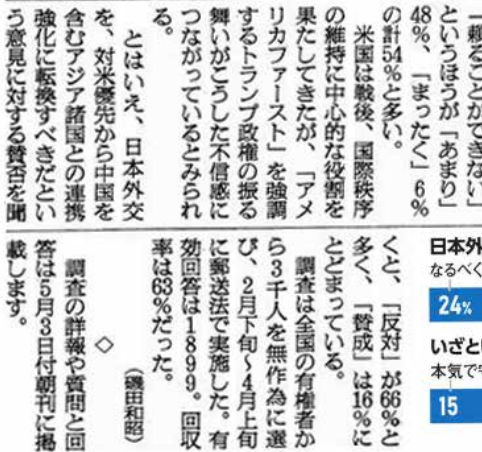 「頼ることができない」
というほうが「あまり」
48％、「まったく」6％
の計54％と多い。
米国は戦後、国際秩序
の維持に中心的な役割を
果たしてきたが、「アメ
リカファースト」を強調
するトランプ政権の振る
舞いがこうした不信感に
つながっているとみられ
る。
とはいえ、日本外交
を、対米優先から中国を
含むアジア諸国との連携
強化に転換すべきだとい
う意見に対する賛否を聞
くと、「反対」が66％と
多く、「賛成」は16％に
とどまっている。
調査は全国の有権者か
ら3千人を無作為に選
び、2月下旬〜4月上旬
に郵送法で実施した。有
効回答は1899。回収
率は63％だった。
（磯田和昭）
◇
調査の詳報や質問と回
答は5月3日付朝刊に掲
載します。
日本外
なるべく
24%
いざと
本気で
15